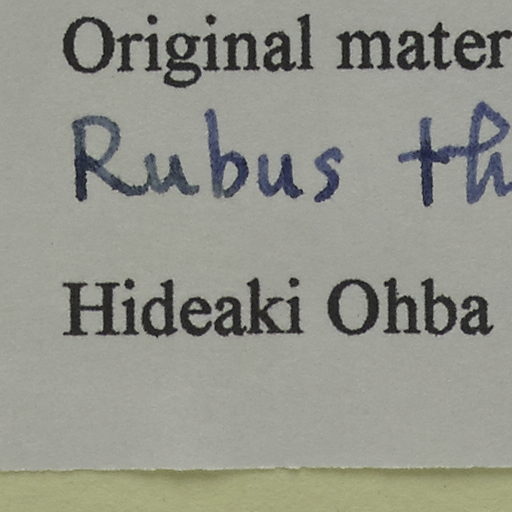 Original mater
Rubus th
Hideaki Ohba